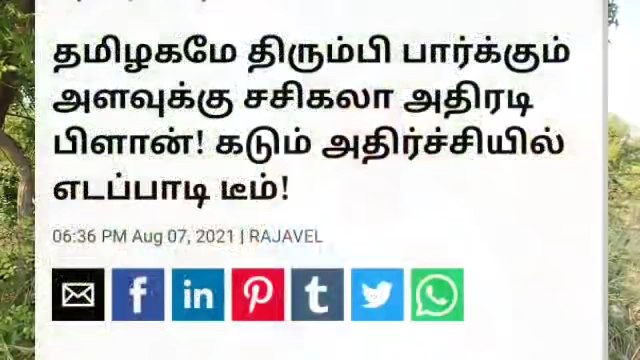 தமிழகமே திரும்பி பார்க்கும்
அளவுக்கு சசிகலா அதிரடி
பிளான்! கடும் அதிர்ச்சியில்
எடப்பாடி டீம்!
06:36 PM Aug 07, 2021 | RAJAVEL